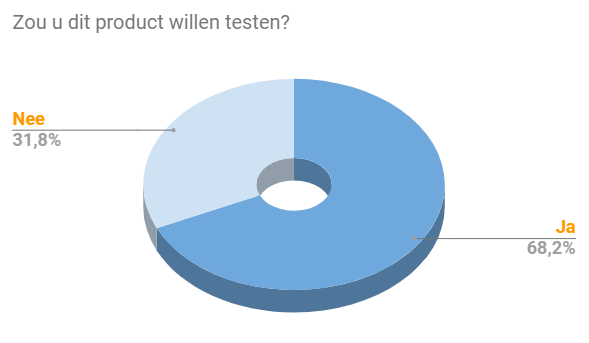 Zou u dit product willen testen?
Nee
31,8%
Ja
68,2%